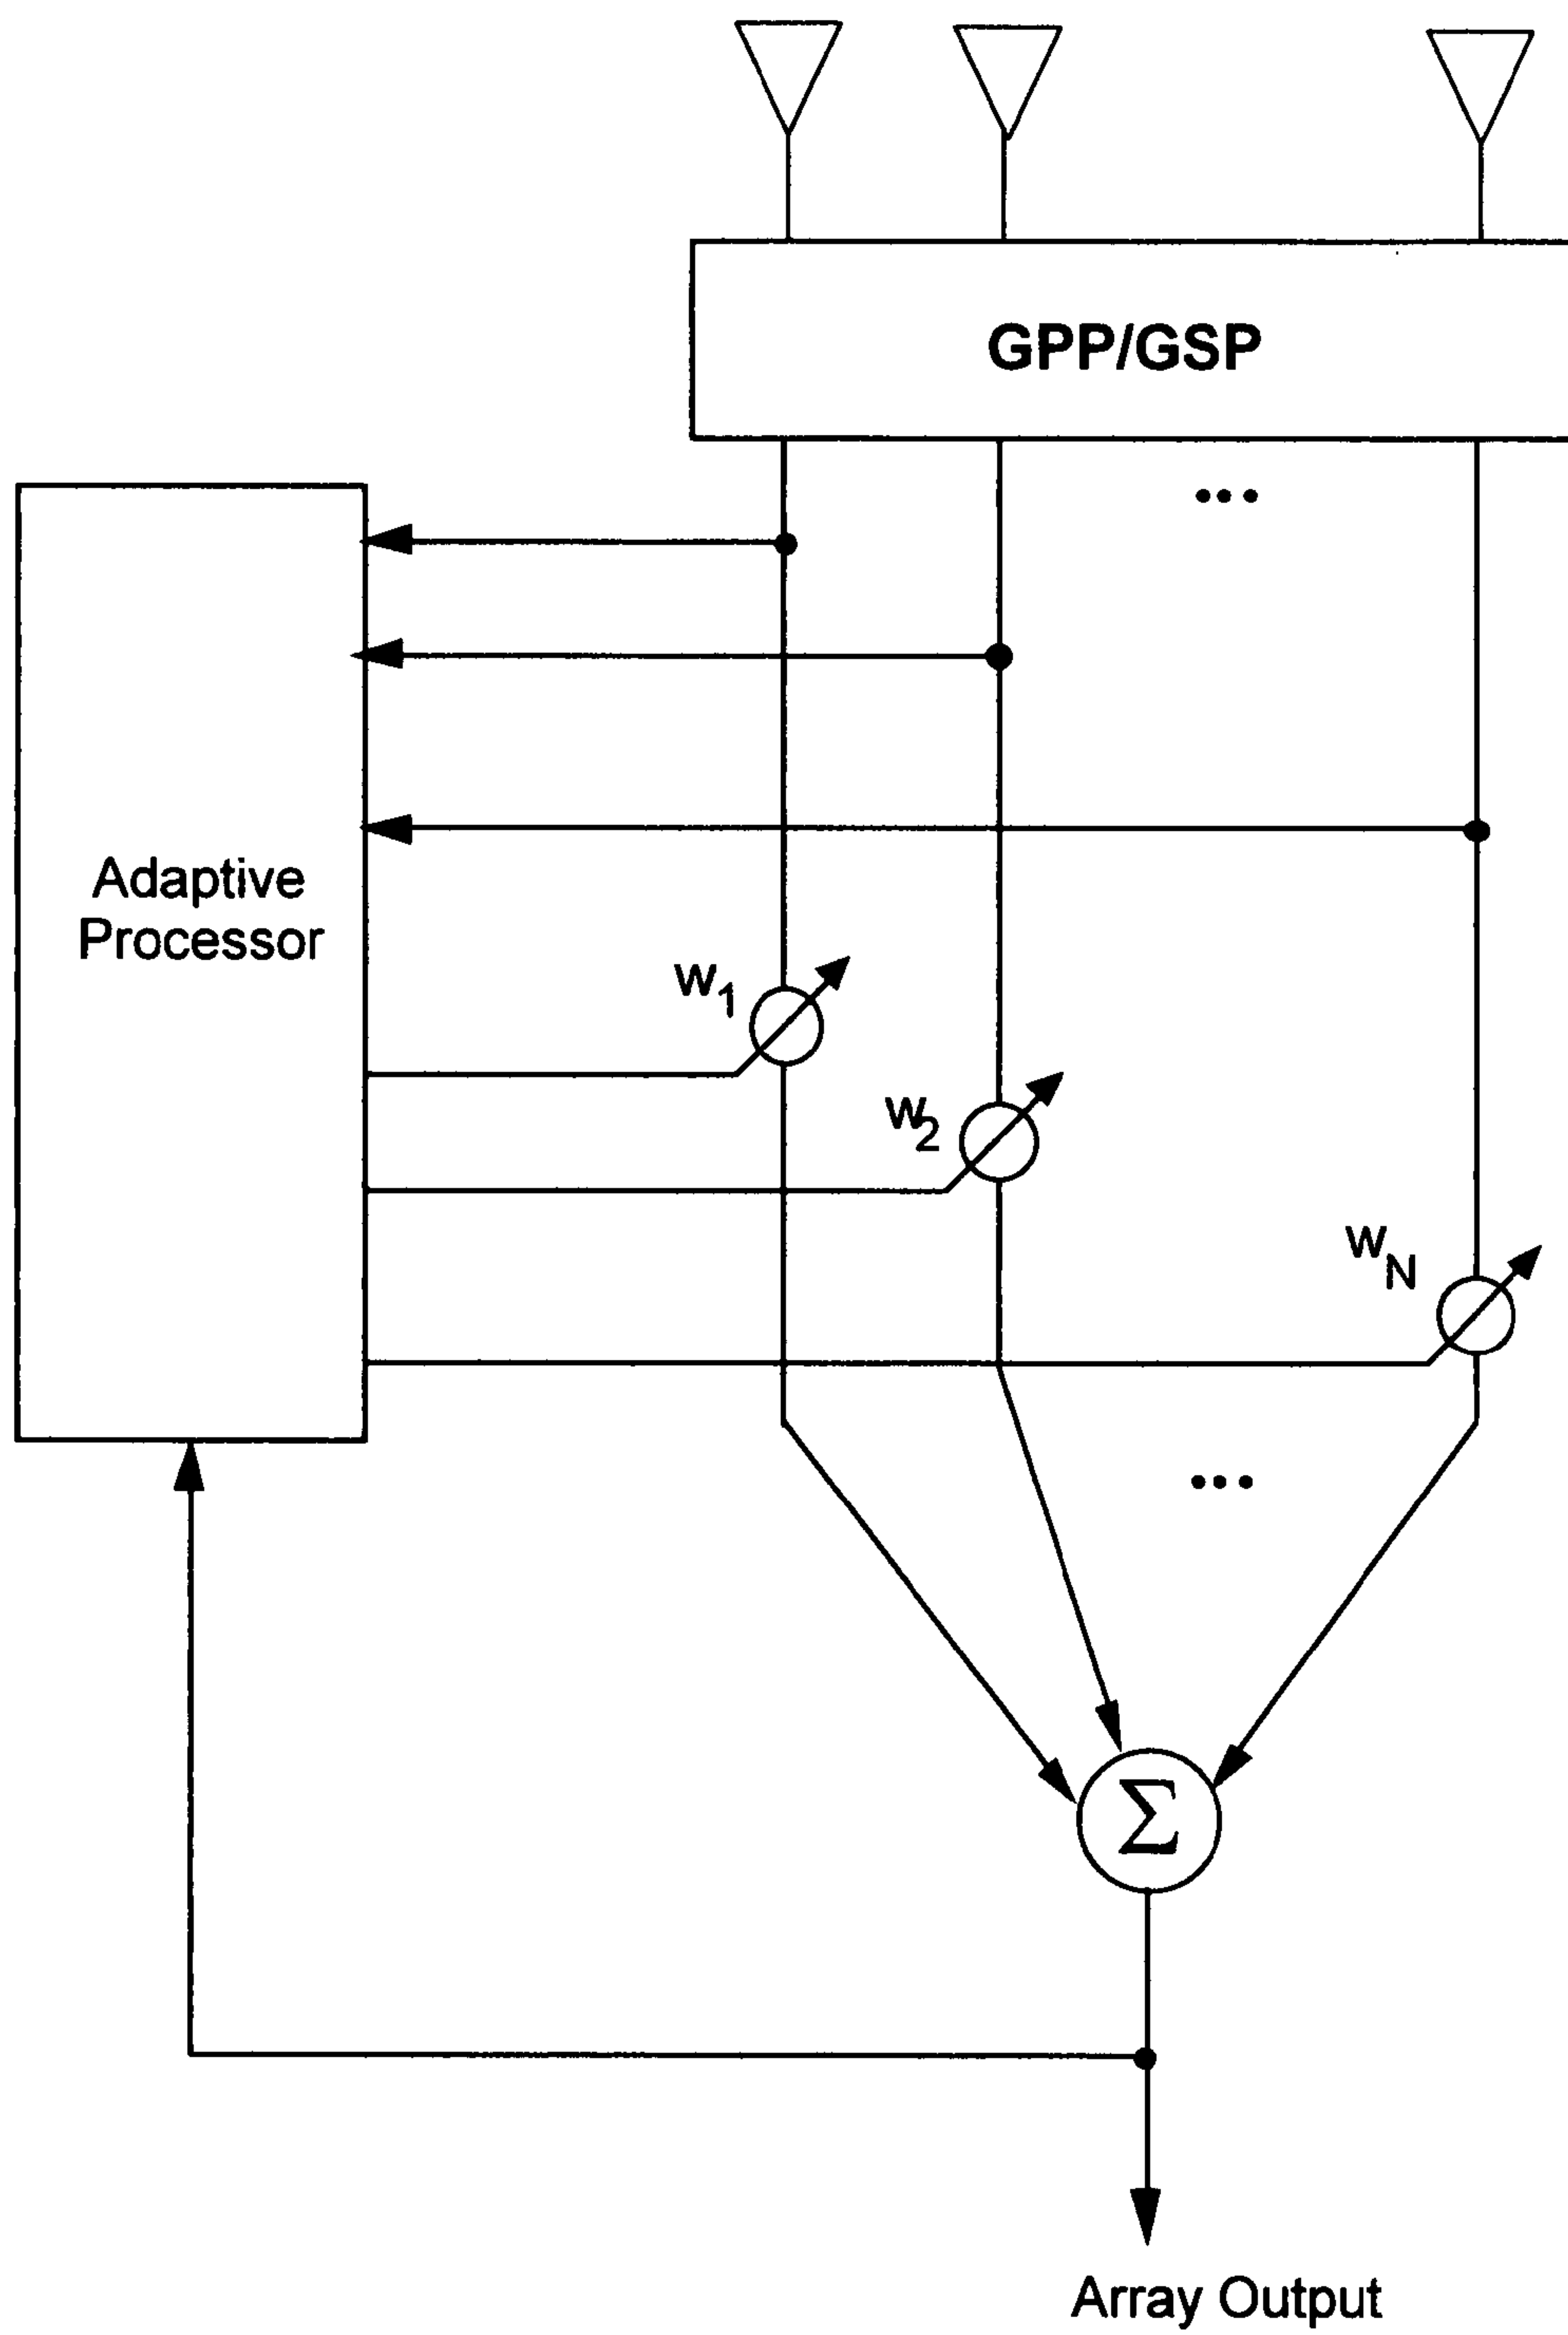 GPP/GSP
...
Adaptive
Processor
w1
w2
wN
...
Σ
Array Output